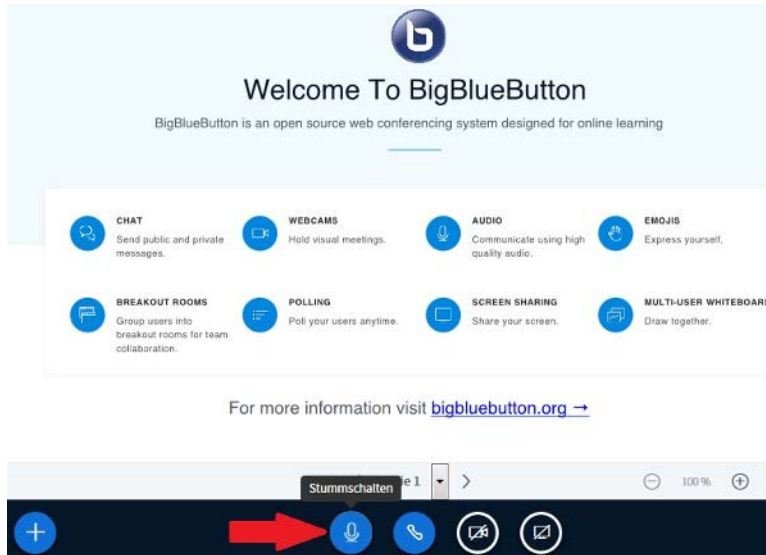 b
Welcome To BigBlueButton
BigBlueButton is an open source web conferencing system designed for online learning
CHAT
Send public and private
messages.
WEBCAMS
Hold visual meetings.
AUDIO
Communicate using high
quality audio.
EMOJIS
Express yourself.
BREAKOUT ROOMS
Group users into
breakout rooms for team
collaboration.
POLLING
Poll your users anytime.
SCREEN SHARING
Share your screen.
MULTI-USER WHITEBOARD
Draw together.
For more information visit bigbluebutton.org →
1
100 %
Stummschalten